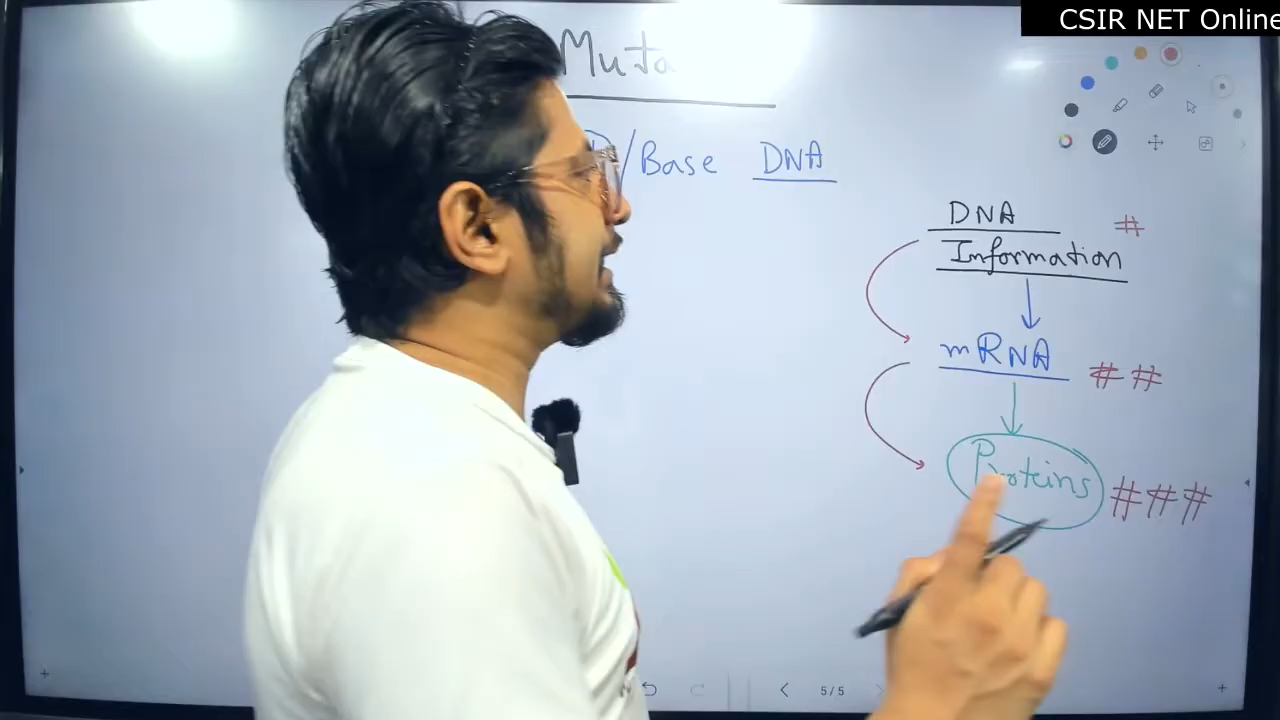 CSIR NET Online
Muta
/Base DNA
DNA #
Information
mRNA ##
Proteins ###
5/5